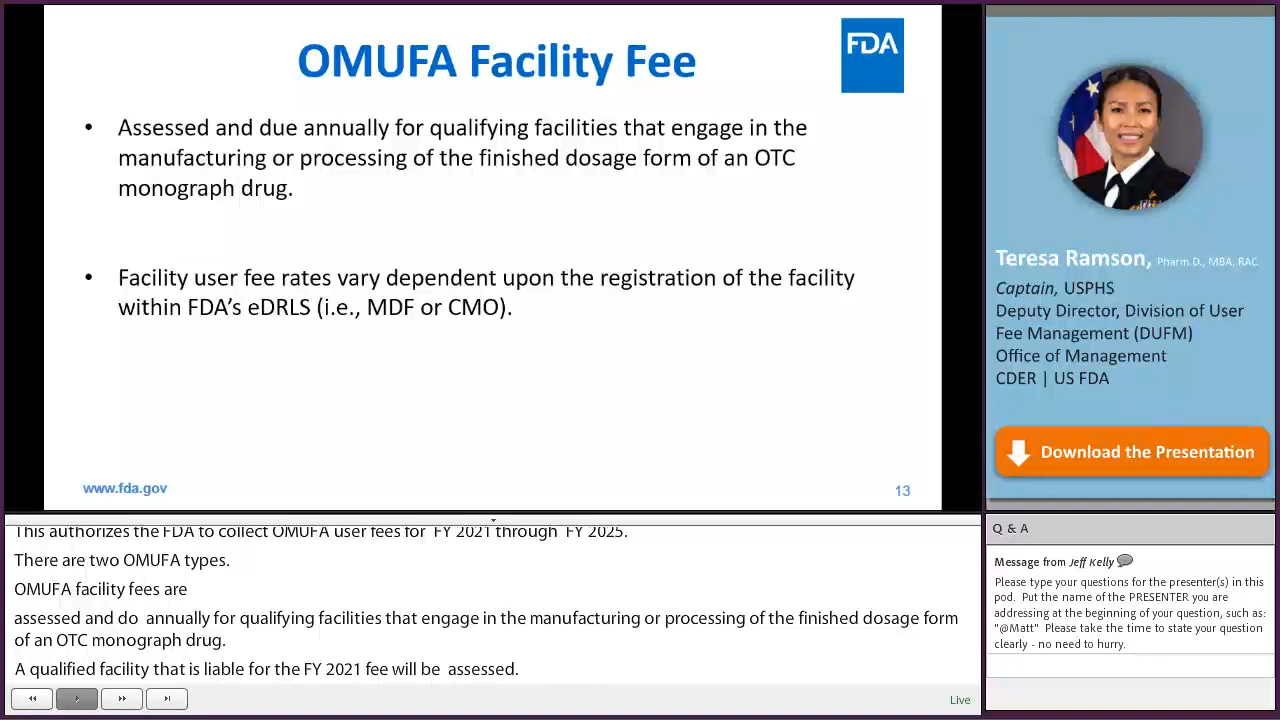 OMUFA Facility Fee
FDA
• Assessed and due annually for qualifying facilities that engage in the
manufacturing or processing of the finished dosage form of an OTC
monograph drug.
• Facility user fee rates vary dependent upon the registration of the facility
within FDA's eDRLS (i.e., MDF or CMO).
www.fda.gov
13
Teresa Ramson, Pharm.D., MBA, RAC
Captain, USPHS
Deputy Director, Division of User
Fee Management (DUFM)
Office of Management
CDER | US FDA
Download the Presentation
This authorizes the FDA to collect OMUFA user fees for FY 2021 through FY 2025.
There are two OMUFA types.
OMUFA facility fees are
assessed and do annually for qualifying facilities that engage in the manufacturing or processing of the finished dosage form
of an OTC monograph drug.
A qualified facility that is liable for the FY 2021 fee will be assessed.
Live
Q & A
Message from Jeff Kelly
Please type your questions for the presenter(s) in this
pod. Put the name of the PRESENTER you are
addressing at the beginning of your question, such as:
"@Matt" Please take the time to state your question
clearly - no need to hurry.